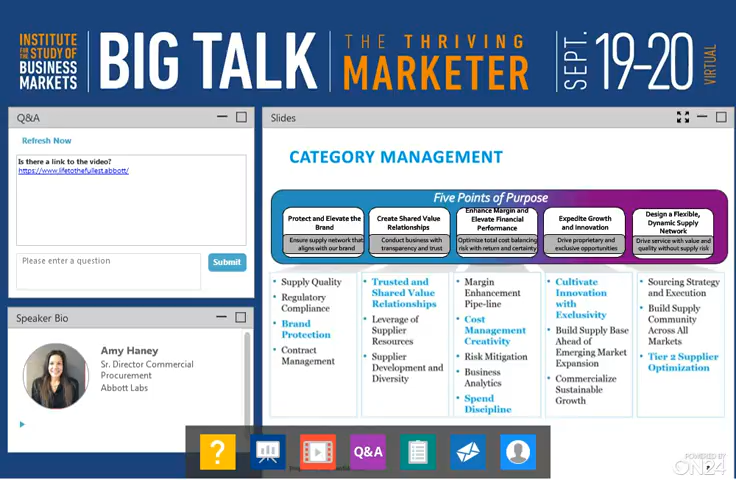 INSTITUTE
FOR THE STUDY OF
BUSINESS
MARKETS
BIG TALK
THE THRIVING
MARKETER
SEPT.
19–20
VIRTUAL
Q&A
Refresh Now
Is there a link to the video?
https://www.lifetothefullest.abbott/
Please enter a question
Submit
Speaker Bio
Amy Haney
Sr. Director Commercial
Procurement
Abbott Labs
Slides
CATEGORY MANAGEMENT
Five Points of Purpose
Protect and Elevate the
Brand
Ensure supply network that
aligns with our brand
Create Shared Value
Relationships
Conduct business with
transparency and trust
Enhance Margin and
Elevate Financial
Performance
Optimize total cost balancing
risk with return and certainty
Expedite Growth
and Innovation
Drive proprietary and
exclusive opportunities
Design a Flexible,
Dynamic Supply
Network
Drive service with value and
quality without supply risk
• Supply Quality
• Regulatory
Compliance
• Brand
Protection
• Contract
Management
• Trusted and
Shared Value
Relationships
• Leverage of
Supplier
Resources
• Supplier
Development and
Diversity
• Margin
Enhancement
Pipe-line
• Cost
Management
Creativity
• Risk Mitigation
• Business
Analytics
• Spend
Discipline
• Cultivate
Innovation
with
Exclusivity
• Build Supply Base
Ahead of
Emerging Market
Expansion
• Commercialize
Sustainable
Growth
• Sourcing Strategy
and Execution
• Build Supply
Community
Across All
Markets
• Tier 2 Supplier
Optimization
?
Q&A
POWERED BY
ON24